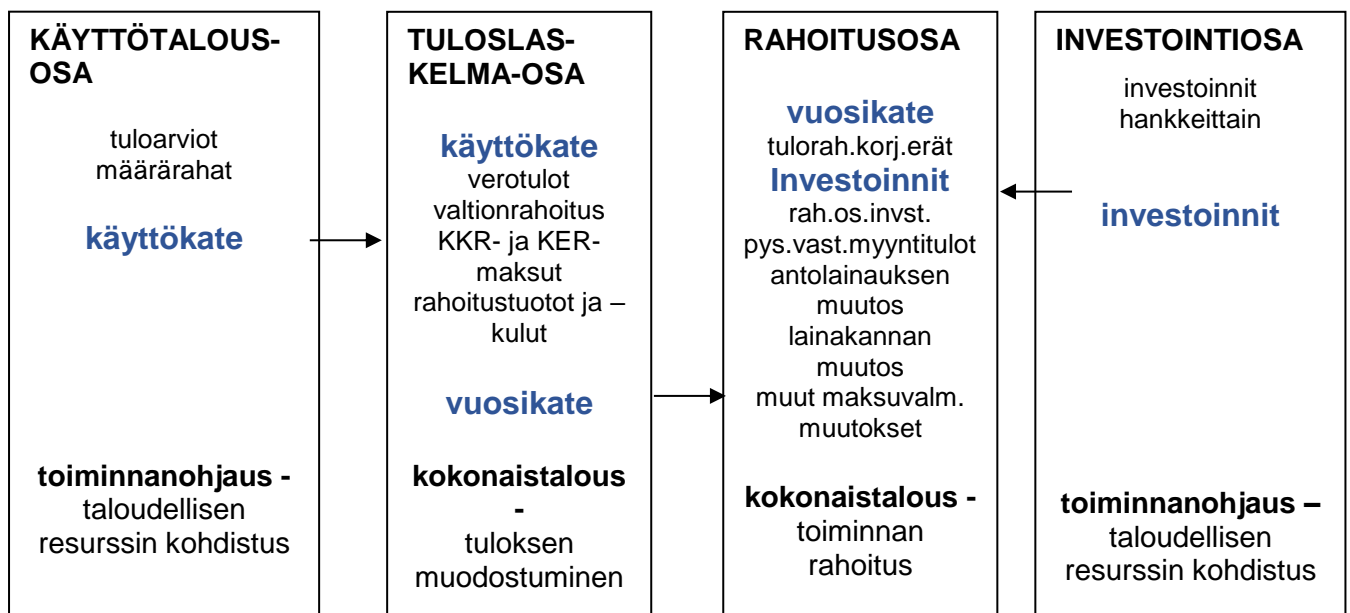 KÄYTTÖTALOUS-
OSA
tuloarviot
määrärahat
käyttökate
toiminnanohjaus -
taloudellisen
resurssin kohdistus
TULOSLAS-
KELMA-OSA
käyttökate
verotulot
valtionrahoitus
KKR- ja KER-
maksut
rahoitustuotot ja –
kulut
vuosikate
kokonaistalous
-
tuloksen
muodostuminen
RAHOITUSOSA
vuosikate
tulorah.korj.erät
Investoinnit
rah.os.invst.
pys.vast.myyntitulot
antolainauksen
muutos
lainakannan
muutos
muut maksuvalm.
muutokset
kokonaistalous -
toiminnan
rahoitus
INVESTOINTIOSA
investoinnit
hankkeittain
investoinnit
toiminnanohjaus –
taloudellisen
resurssin kohdistus